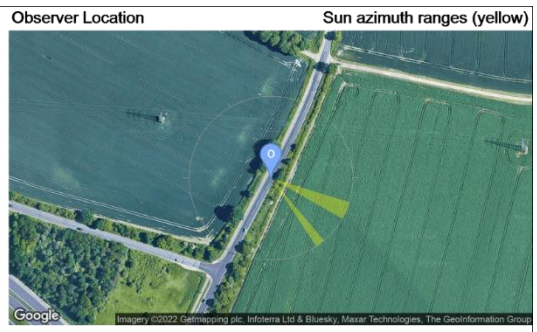 Observer Location
Sun azimuth ranges (yellow)
O
Google
Imagery ©2022 Getmapping plc, Infoterra Ltd & Bluesky, Maxar Technologies, The GeoInformation Group